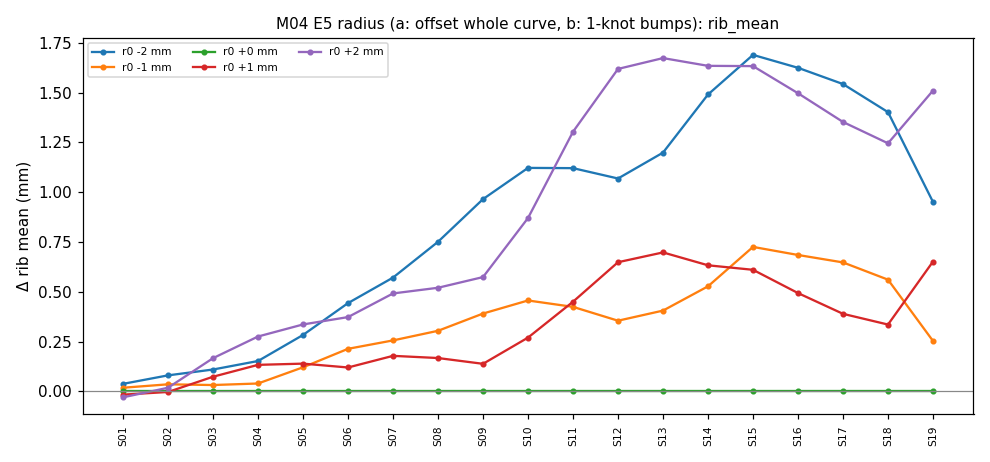 M04 E5 radius (a: offset whole curve, b: 1-knot bumps): rib_mean
r0 -2 mm
r0 -1 mm
r0 +0 mm
r0 +1 mm
r0 +2 mm
Δ rib mean (mm)
1.75
1.50
1.25
1.00
0.75
0.50
0.25
0.00
S01 S02 S03 S04 S05 S06 S07 S08 S09 S10 S11 S12 S13 S14 S15 S16 S17 S18 S19